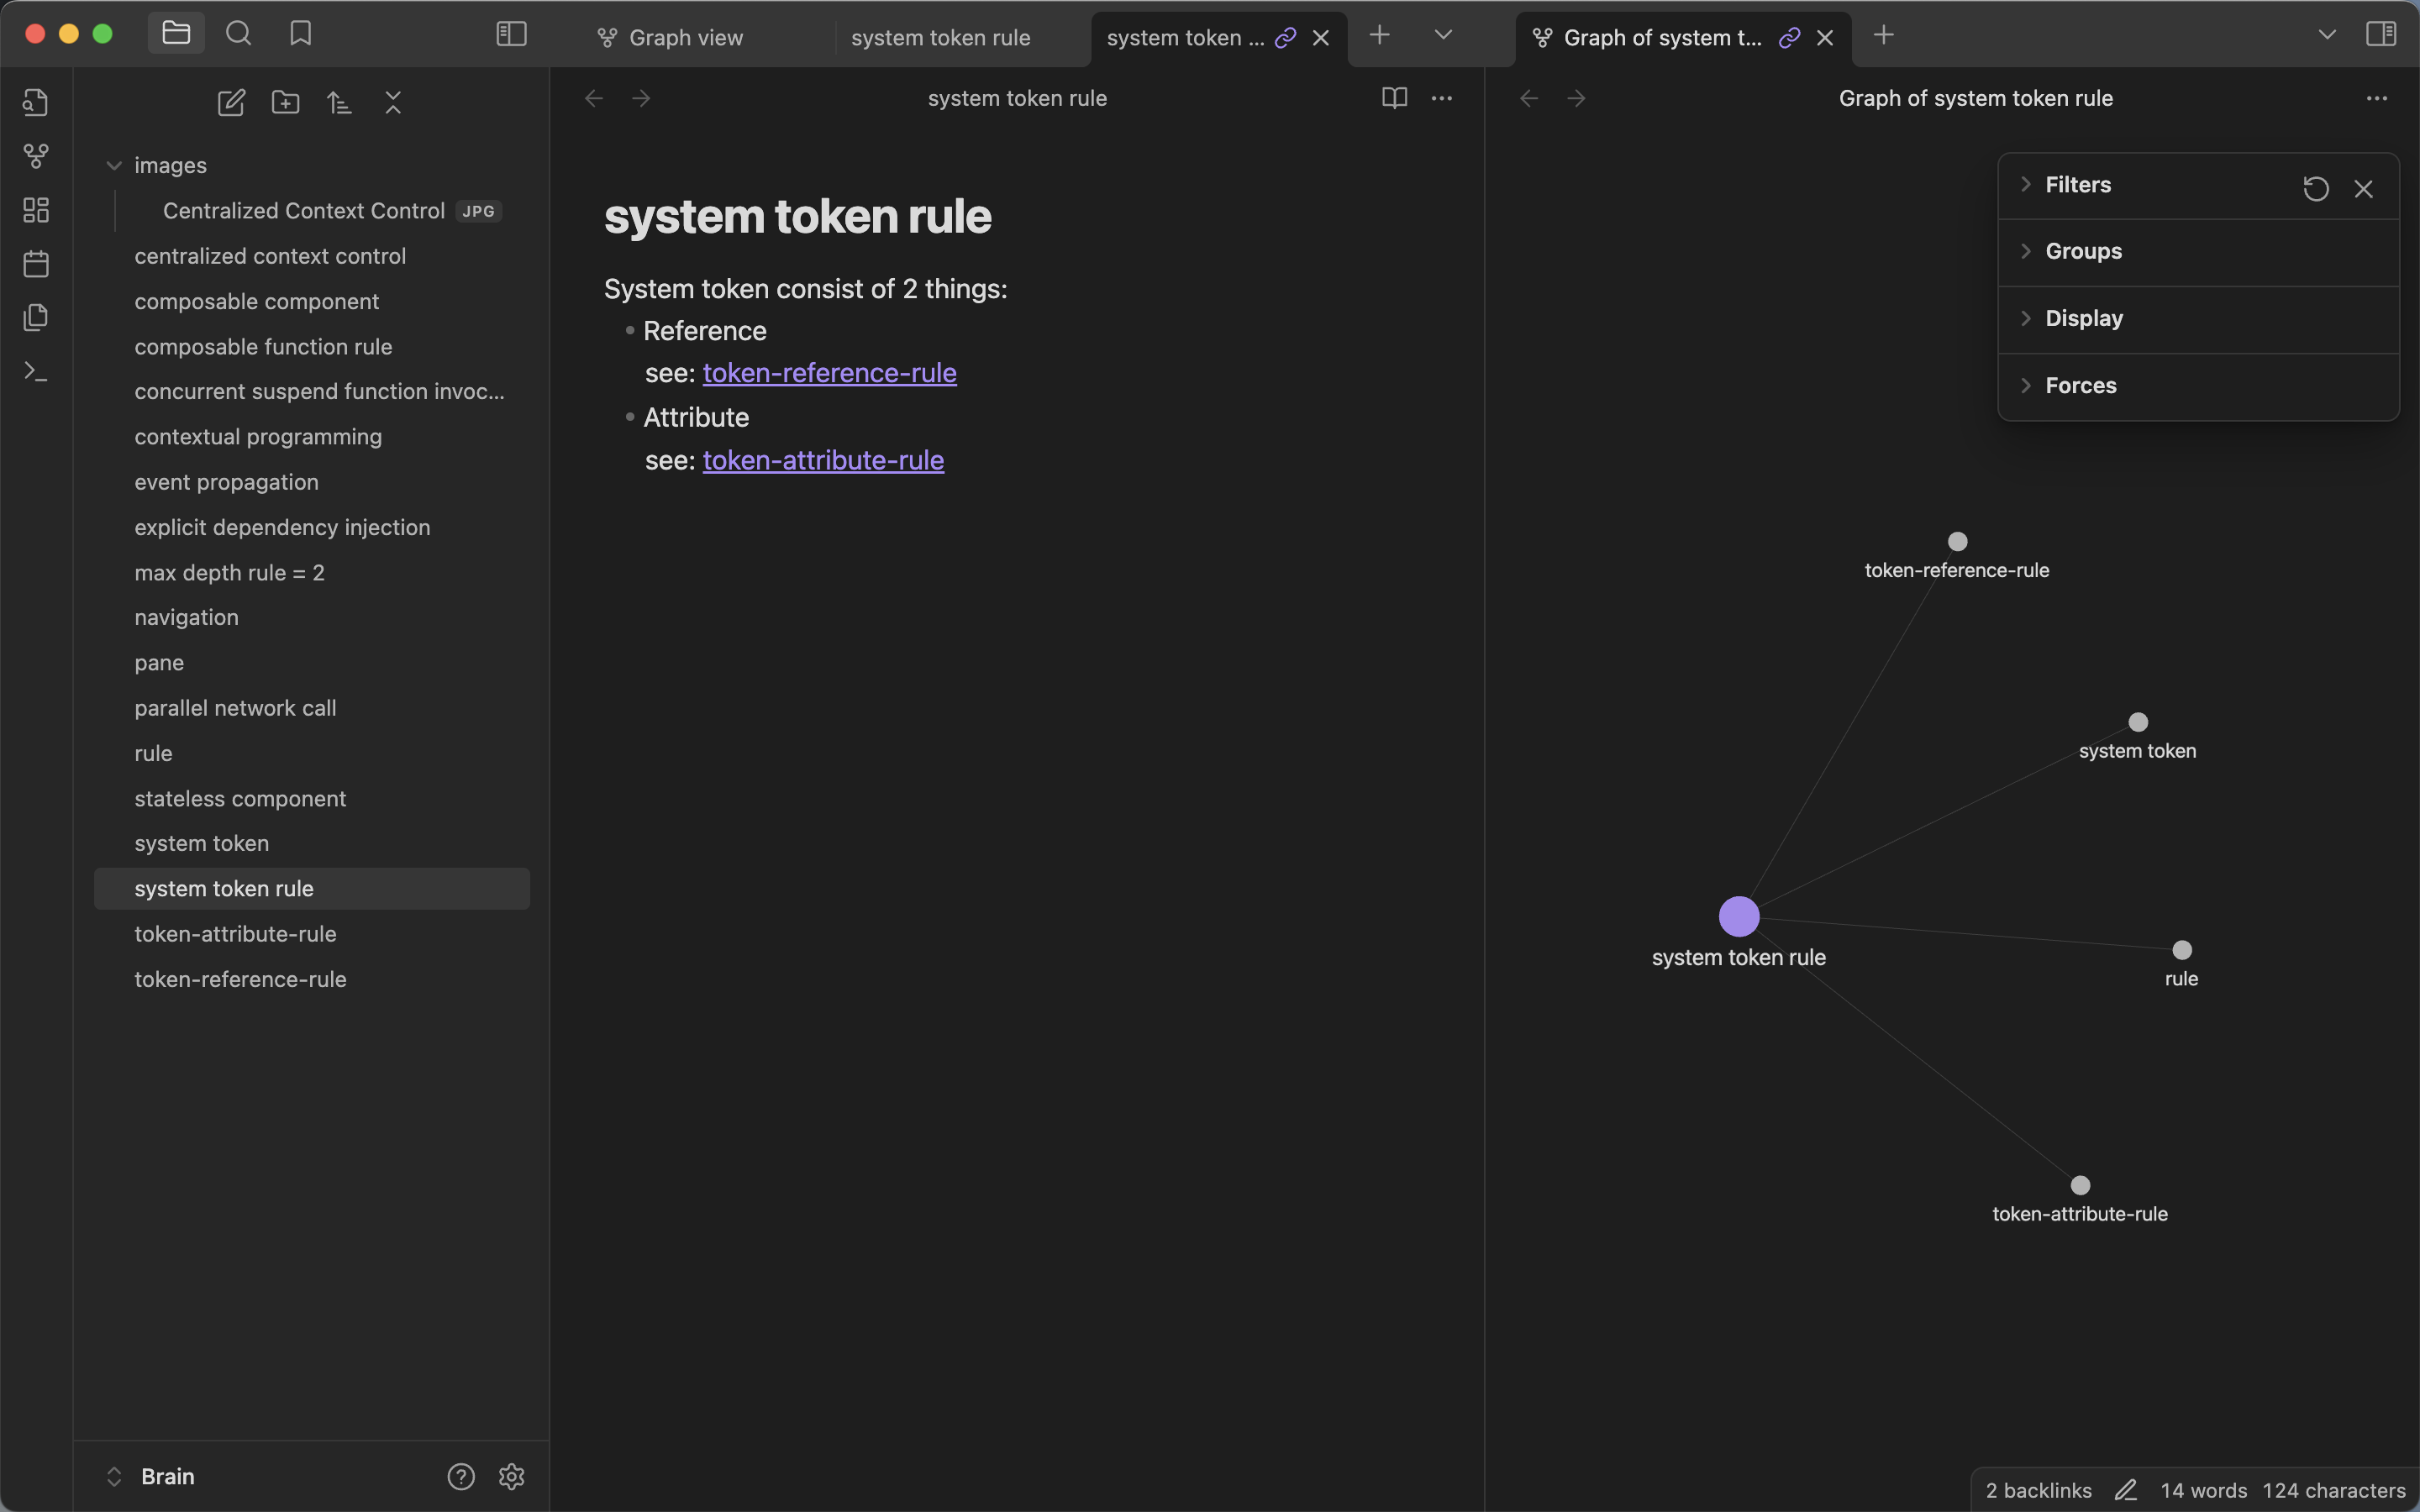 Graph view
system token rule
system token ...
Graph of system t...
images
Centralized Context Control JPG
centralized context control
composable component
composable function rule
concurrent suspend function invoc...
contextual programming
event propagation
explicit dependency injection
max depth rule = 2
navigation
pane
parallel network call
rule
stateless component
system token
system token rule
token-attribute-rule
token-reference-rule
Brain
system token rule
system token rule
System token consist of 2 things:
Reference
see: token-reference-rule
Attribute
see: token-attribute-rule
Graph of system token rule
Filters
Groups
Display
Forces
token-reference-rule
system token
system token rule
rule
token-attribute-rule
2 backlinks 14 words 124 characters